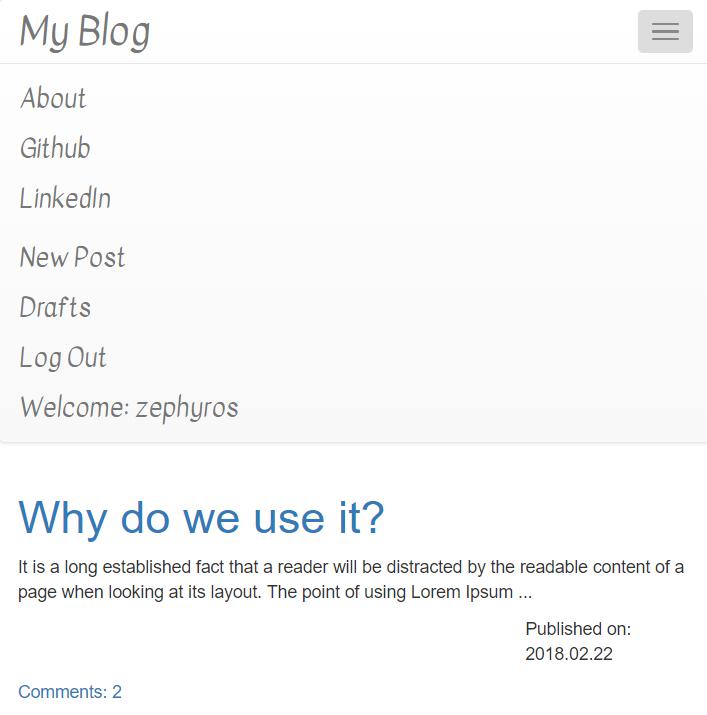 My Blog
About
Github
LinkedIn
New Post
Drafts
Log Out
Welcome: zephyros
Why do we use it?
It is a long established fact that a reader will be distracted by the readable content of a
page when looking at its layout. The point of using Lorem Ipsum ...
Published on:
2018.02.22
Comments: 2